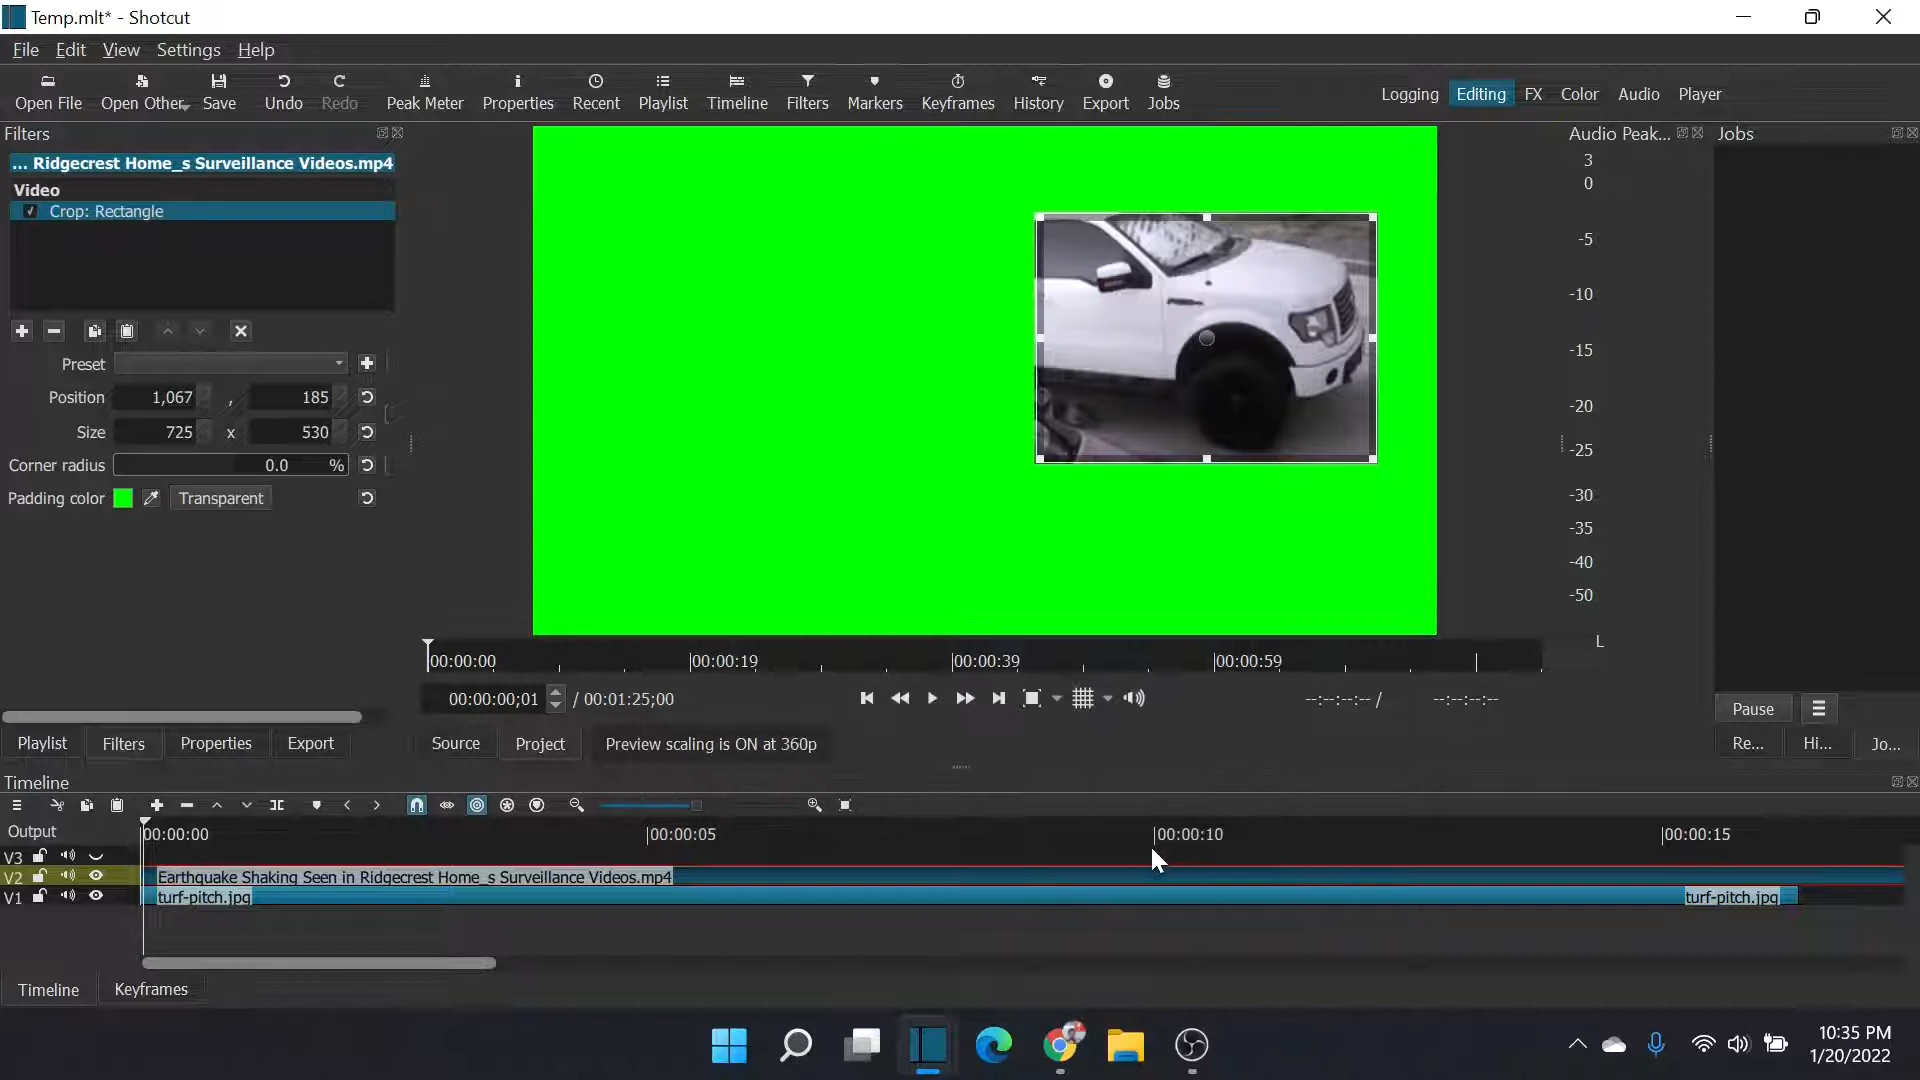 Temp.mlt* - Shotcut
File Edit View Settings Help
Open File Open Other Save Undo Redo Peak Meter Properties Recent Playlist Timeline Filters Markers Keyframes History Export Jobs
Logging Editing FX Color Audio Player
Filters
Audio Peak...
Jobs
... Ridgecrest Home_s Surveillance Videos.mp4
Video
Crop: Rectangle
Preset
Position 1,067 , 185
Size 725 x 530
Corner radius 0.0 %
Padding color Transparent
3
0
-5
-10
-15
-20
-25
-30
-35
-40
-50
L
00:00:00 00:00:19 00:00:39 00:00:59
00:00:00;01 / 00:01:25;00
--:--:--:-- / --:--:--:--
Pause
Playlist Filters Properties Export
Source Project Preview scaling is ON at 360p
Re... Hi... Jo...
Timeline
Output
00:00:00 00:00:05 00:00:10 00:00:15
V3
V2 Earthquake Shaking Seen in Ridgecrest Home_s Surveillance Videos.mp4
V1 turf-pitch.jpg turf-pitch.jpg
Timeline Keyframes
10:35 PM
1/20/2022